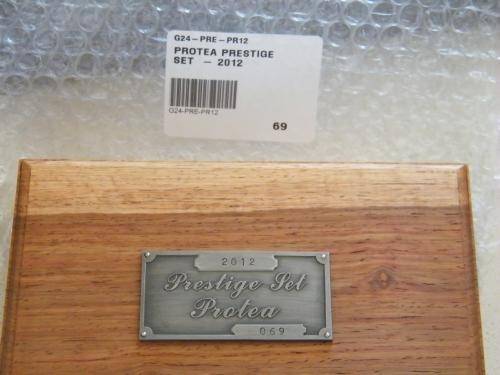 G24-PRE-PR12
PROTEA PRESTIGE
SET - 2012
G24-PRE-PR12
69
2012
Prestige Set
Protea
069